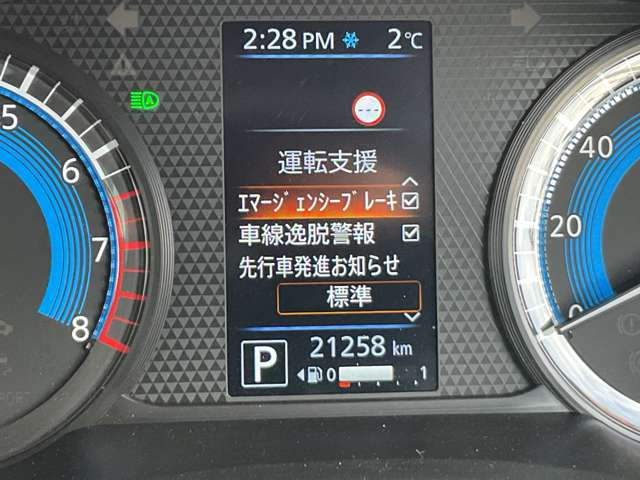 2:28 PM 2℃
運転支援
エマージェンシーブレーキ
車線逸脱警報
先行車発進お知らせ
標準
P 21258 km
0 1
5
6
7
8
40
20
0
A